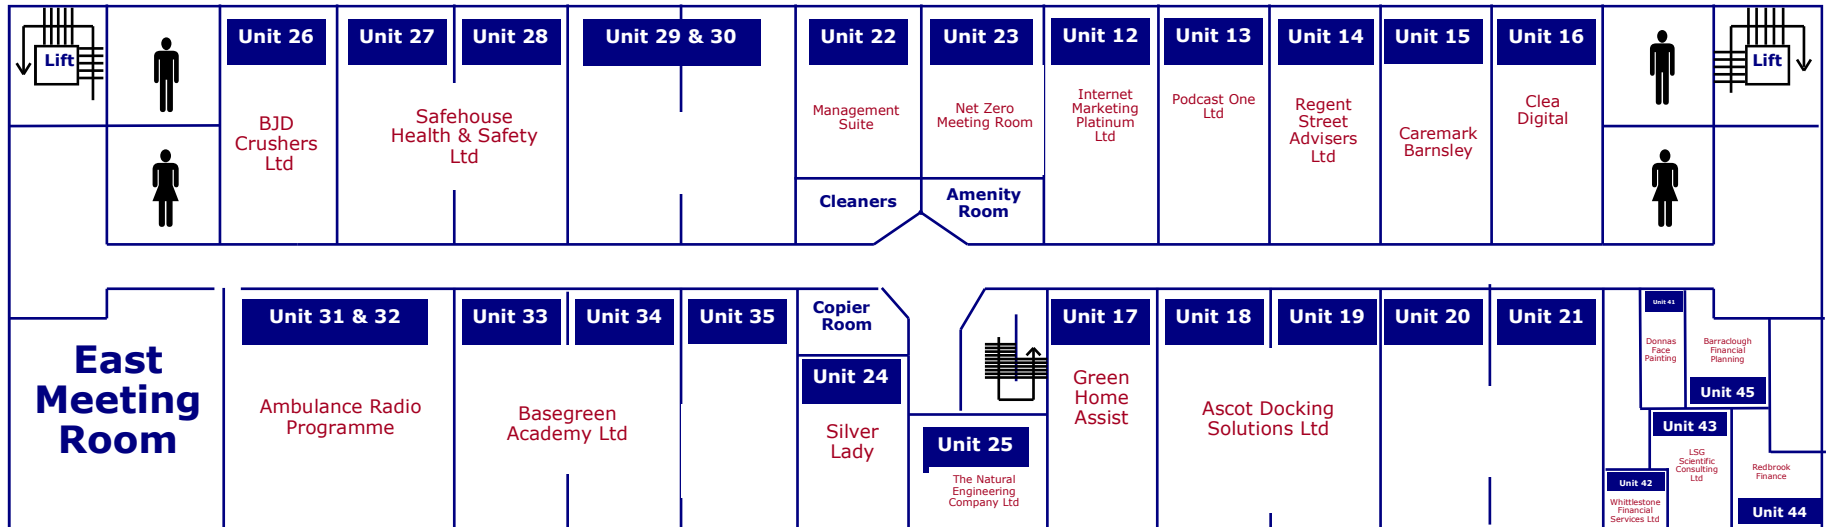 Lift
Unit 26
BJD
Crushers
Ltd
Unit 27
Unit 28
Safehouse
Health & Safety
Ltd
Unit 29 & 30
Unit 22
Management
Suite
Cleaners
Unit 23
Net Zero
Meeting Room
Amenity
Room
Unit 12
Internet
Marketing
Platinum
Ltd
Unit 13
Podcast One
Ltd
Unit 14
Regent
Street
Advisers
Ltd
Unit 15
Caremark
Barnsley
Unit 16
Clea
Digital
Lift
East
Meeting
Room
Unit 31 & 32
Ambulance Radio
Programme
Unit 33
Unit 34
Basegreen
Academy Ltd
Unit 35
Copier
Room
Unit 24
Silver
Lady
Unit 25
The Natural
Engineering
Company Ltd
Unit 17
Green
Home
Assist
Unit 18
Unit 19
Ascot Docking
Solutions Ltd
Unit 20
Unit 21
Unit 41
Donnas
Face
Painting
Barraclough
Financial
Planning
Unit 45
Unit 43
LSG
Scientific
Consulting
Ltd
Unit 42
Whittlestone
Financial
Services Ltd
Redbrook
Finance
Unit 44